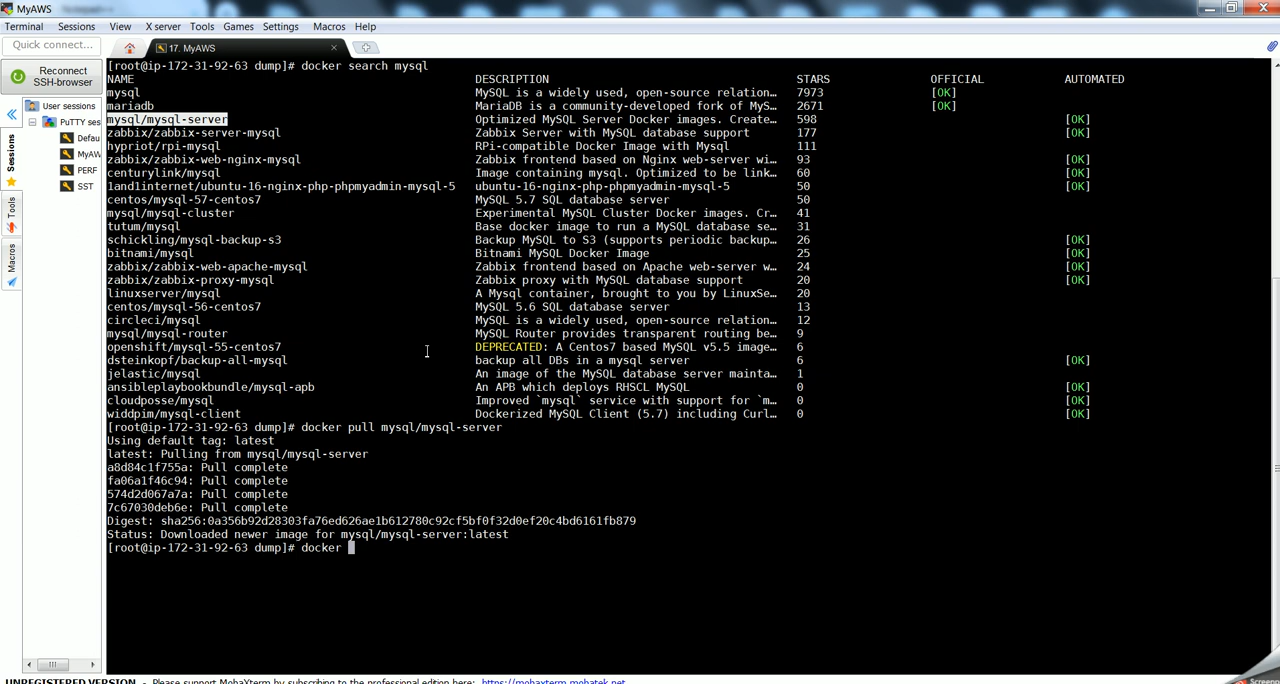 MyAWS
Terminal Sessions View X server Tools Games Settings Macros Help
Quick connect...
17. MyAWS
Reconnect
SSH-browser
User sessions
PuTTY ses
Defau
MyAW
PERF
SST
Sessions
Tools
Macros
[root@ip-172-31-92-63 dump]# docker search mysql
NAME DESCRIPTION STARS OFFICIAL AUTOMATED
mysql MySQL is a widely used, open-source relation… 7973 [OK]
mariadb MariaDB is a community-developed fork of MyS… 2671 [OK]
mysql/mysql-server Optimized MySQL Server Docker images. Create… 598 [OK]
zabbix/zabbix-server-mysql Zabbix Server with MySQL database support 177 [OK]
hypriot/rpi-mysql RPi-compatible Docker Image with Mysql 111
zabbix/zabbix-web-nginx-mysql Zabbix frontend based on Nginx web-server wi… 93 [OK]
centurylink/mysql Image containing mysql. Optimized to be link… 60 [OK]
1and1internet/ubuntu-16-nginx-php-phpmyadmin-mysql-5 ubuntu-16-nginx-php-phpmyadmin-mysql-5 50 [OK]
centos/mysql-57-centos7 MySQL 5.7 SQL database server 50
mysql/mysql-cluster Experimental MySQL Cluster Docker images. Cr… 41
tutum/mysql Base docker image to run a MySQL database se… 31
schickling/mysql-backup-s3 Backup MySQL to S3 (supports periodic backup… 26 [OK]
bitnami/mysql Bitnami MySQL Docker Image 25 [OK]
zabbix/zabbix-web-apache-mysql Zabbix frontend based on Apache web-server w… 24 [OK]
zabbix/zabbix-proxy-mysql Zabbix proxy with MySQL database support 20 [OK]
linuxserver/mysql A Mysql container, brought to you by LinuxSe… 20
centos/mysql-56-centos7 MySQL 5.6 SQL database server 13
circleci/mysql MySQL is a widely used, open-source relation… 12
mysql/mysql-router MySQL Router provides transparent routing be… 9
openshift/mysql-55-centos7 DEPRECATED: A Centos7 based MySQL v5.5 image… 6
dsteinkopf/backup-all-mysql backup all DBs in a mysql server 6 [OK]
jelastic/mysql An image of the MySQL database server mainta… 1
ansibleplaybookbundle/mysql-apb An APB which deploys RHSCL MySQL 0 [OK]
cloudposse/mysql Improved `mysql` service with support for `m… 0 [OK]
widdpim/mysql-client Dockerized MySQL Client (5.7) including Curl… 0 [OK]
[root@ip-172-31-92-63 dump]# docker pull mysql/mysql-server
Using default tag: latest
latest: Pulling from mysql/mysql-server
a8d84c1f755a: Pull complete
fa06a1f46c94: Pull complete
574d2d067a7a: Pull complete
7c67030deb6e: Pull complete
Digest: sha256:0a356b92d28303fa76ed626ae1b612780c92cf5bf0f32d0ef20c4bd6161fb879
Status: Downloaded newer image for mysql/mysql-server:latest
[root@ip-172-31-92-63 dump]# docker
UNREGISTERED VERSION - Please support MobaXterm by subscribing to the professional edition here: https://mobaxterm.mobatek.net